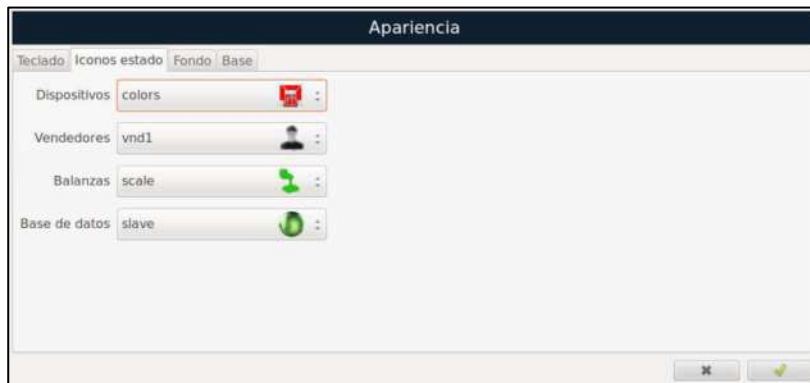 Apariencia
Teclado Iconos estado Fondo Base
Dispositivos colors
Vendedores vnd1
Balanzas scale
Base de datos slave